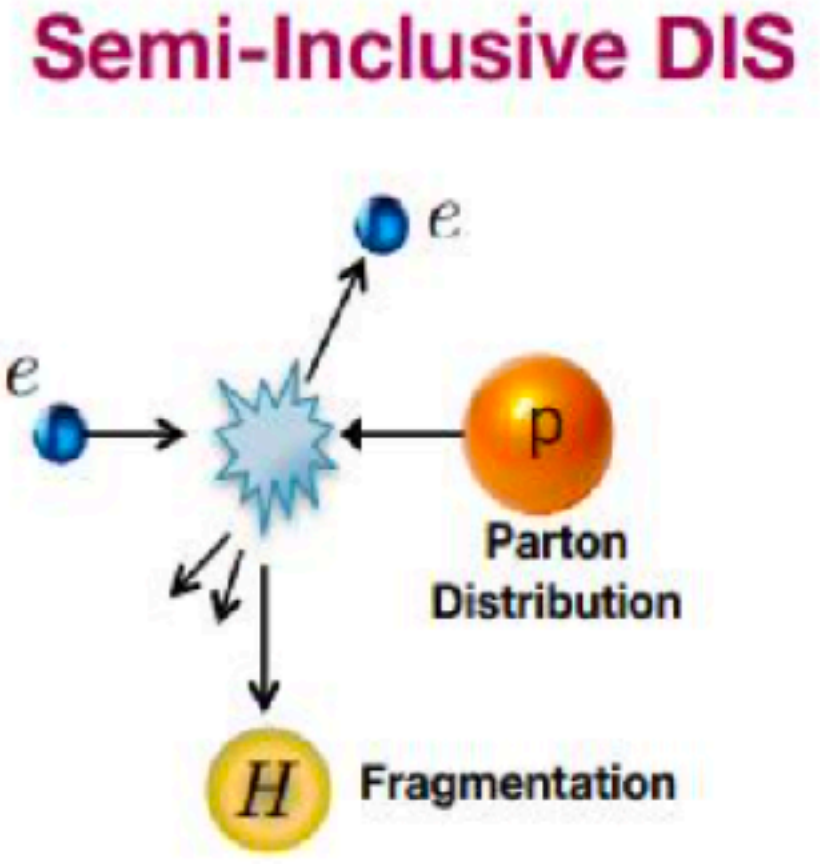 Semi-Inclusive DIS
e
e
p
Parton
Distribution
H
Fragmentation